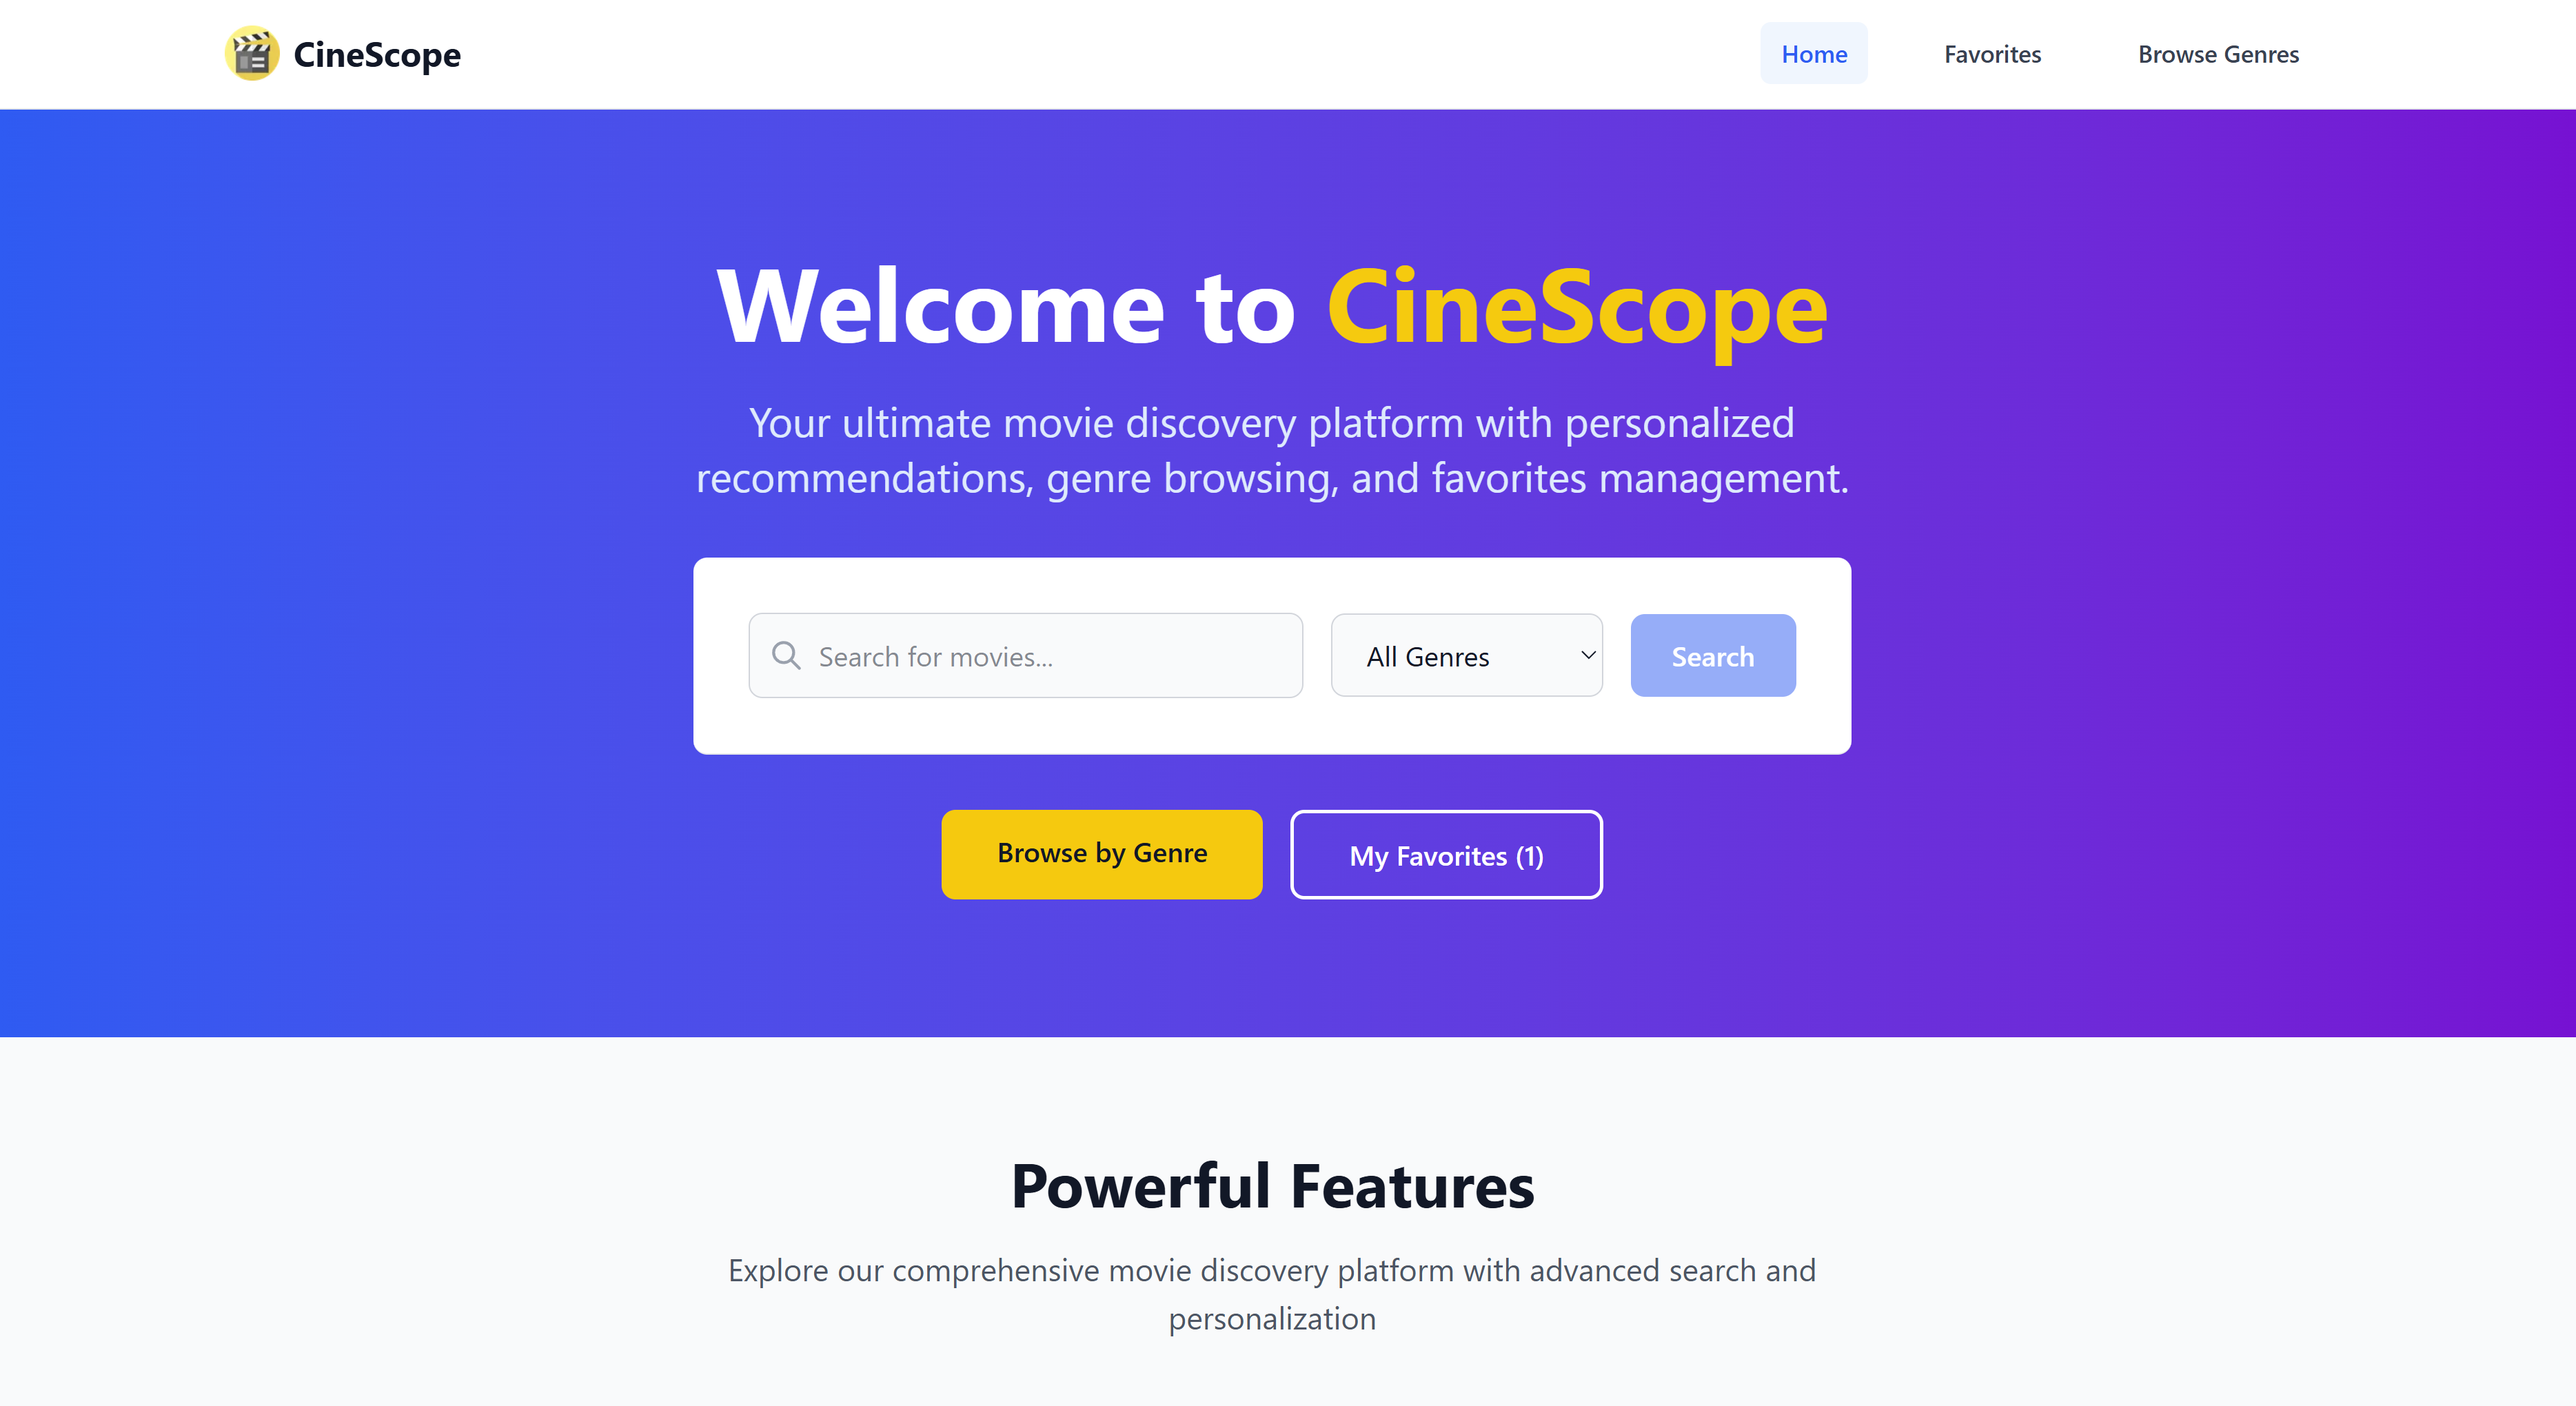 CineScope
Home
Favorites
Browse Genres
Welcome to CineScope
Your ultimate movie discovery platform with personalized
recommendations, genre browsing, and favorites management.
Search for movies...
All Genres
Search
Browse by Genre
My Favorites (1)
Powerful Features
Explore our comprehensive movie discovery platform with advanced search and
personalization